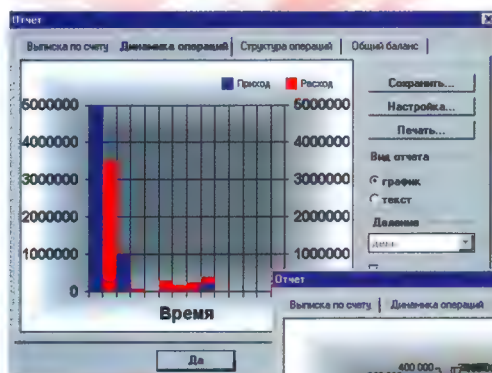 Отчет
Выписка по счету Динамика операций Структура операций Общий баланс
Приход Расход
5000000 5000000
4000000 4000000
3000000 3000000
2000000 2000000
1000000 1000000
0 0
Время
Да
Сохранить...
Настройка...
Печать...
Вид отчета
график
текст
Деление
день
Отчет
Выписка по счету Динамика операций
400 000